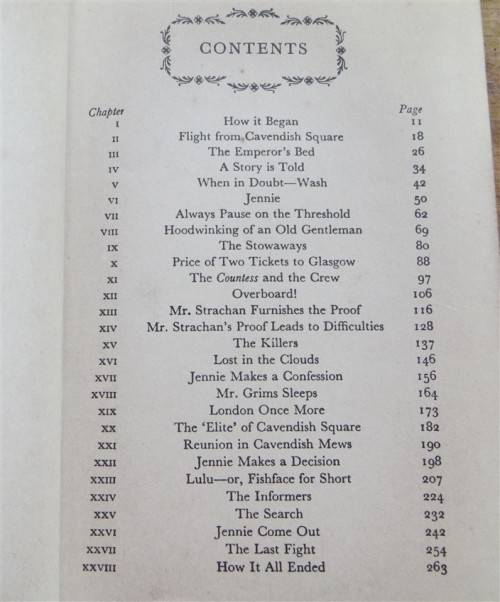 CONTENTS
Chapter Page
I How it Began 11
II Flight from Cavendish Square 18
III The Emperor's Bed 26
IV A Story is Told 34
V When in Doubt—Wash 42
VI Jennie 50
VII Always Pause on the Threshold 62
VIII Hoodwinking of an Old Gentleman 69
IX The Stowaways 80
X Price of Two Tickets to Glasgow 88
XI The Countess and the Crew 97
XII Overboard! 106
XIII Mr. Strachan Furnishes the Proof 116
XIV Mr. Strachan's Proof Leads to Difficulties 128
XV The Killers 137
XVI Lost in the Clouds 146
XVII Jennie Makes a Confession 156
XVIII Mr. Grims Sleeps 164
XIX London Once More 173
XX The 'Elite' of Cavendish Square 182
XXI Reunion in Cavendish Mews 190
XXII Jennie Makes a Decision 198
XXIII Lulu—or, Fishface for Short 207
XXIV The Informers 224
XXV The Search 232
XXVI Jennie Come Out 242
XXVII The Last Fight 254
XXVIII How It All Ended 263